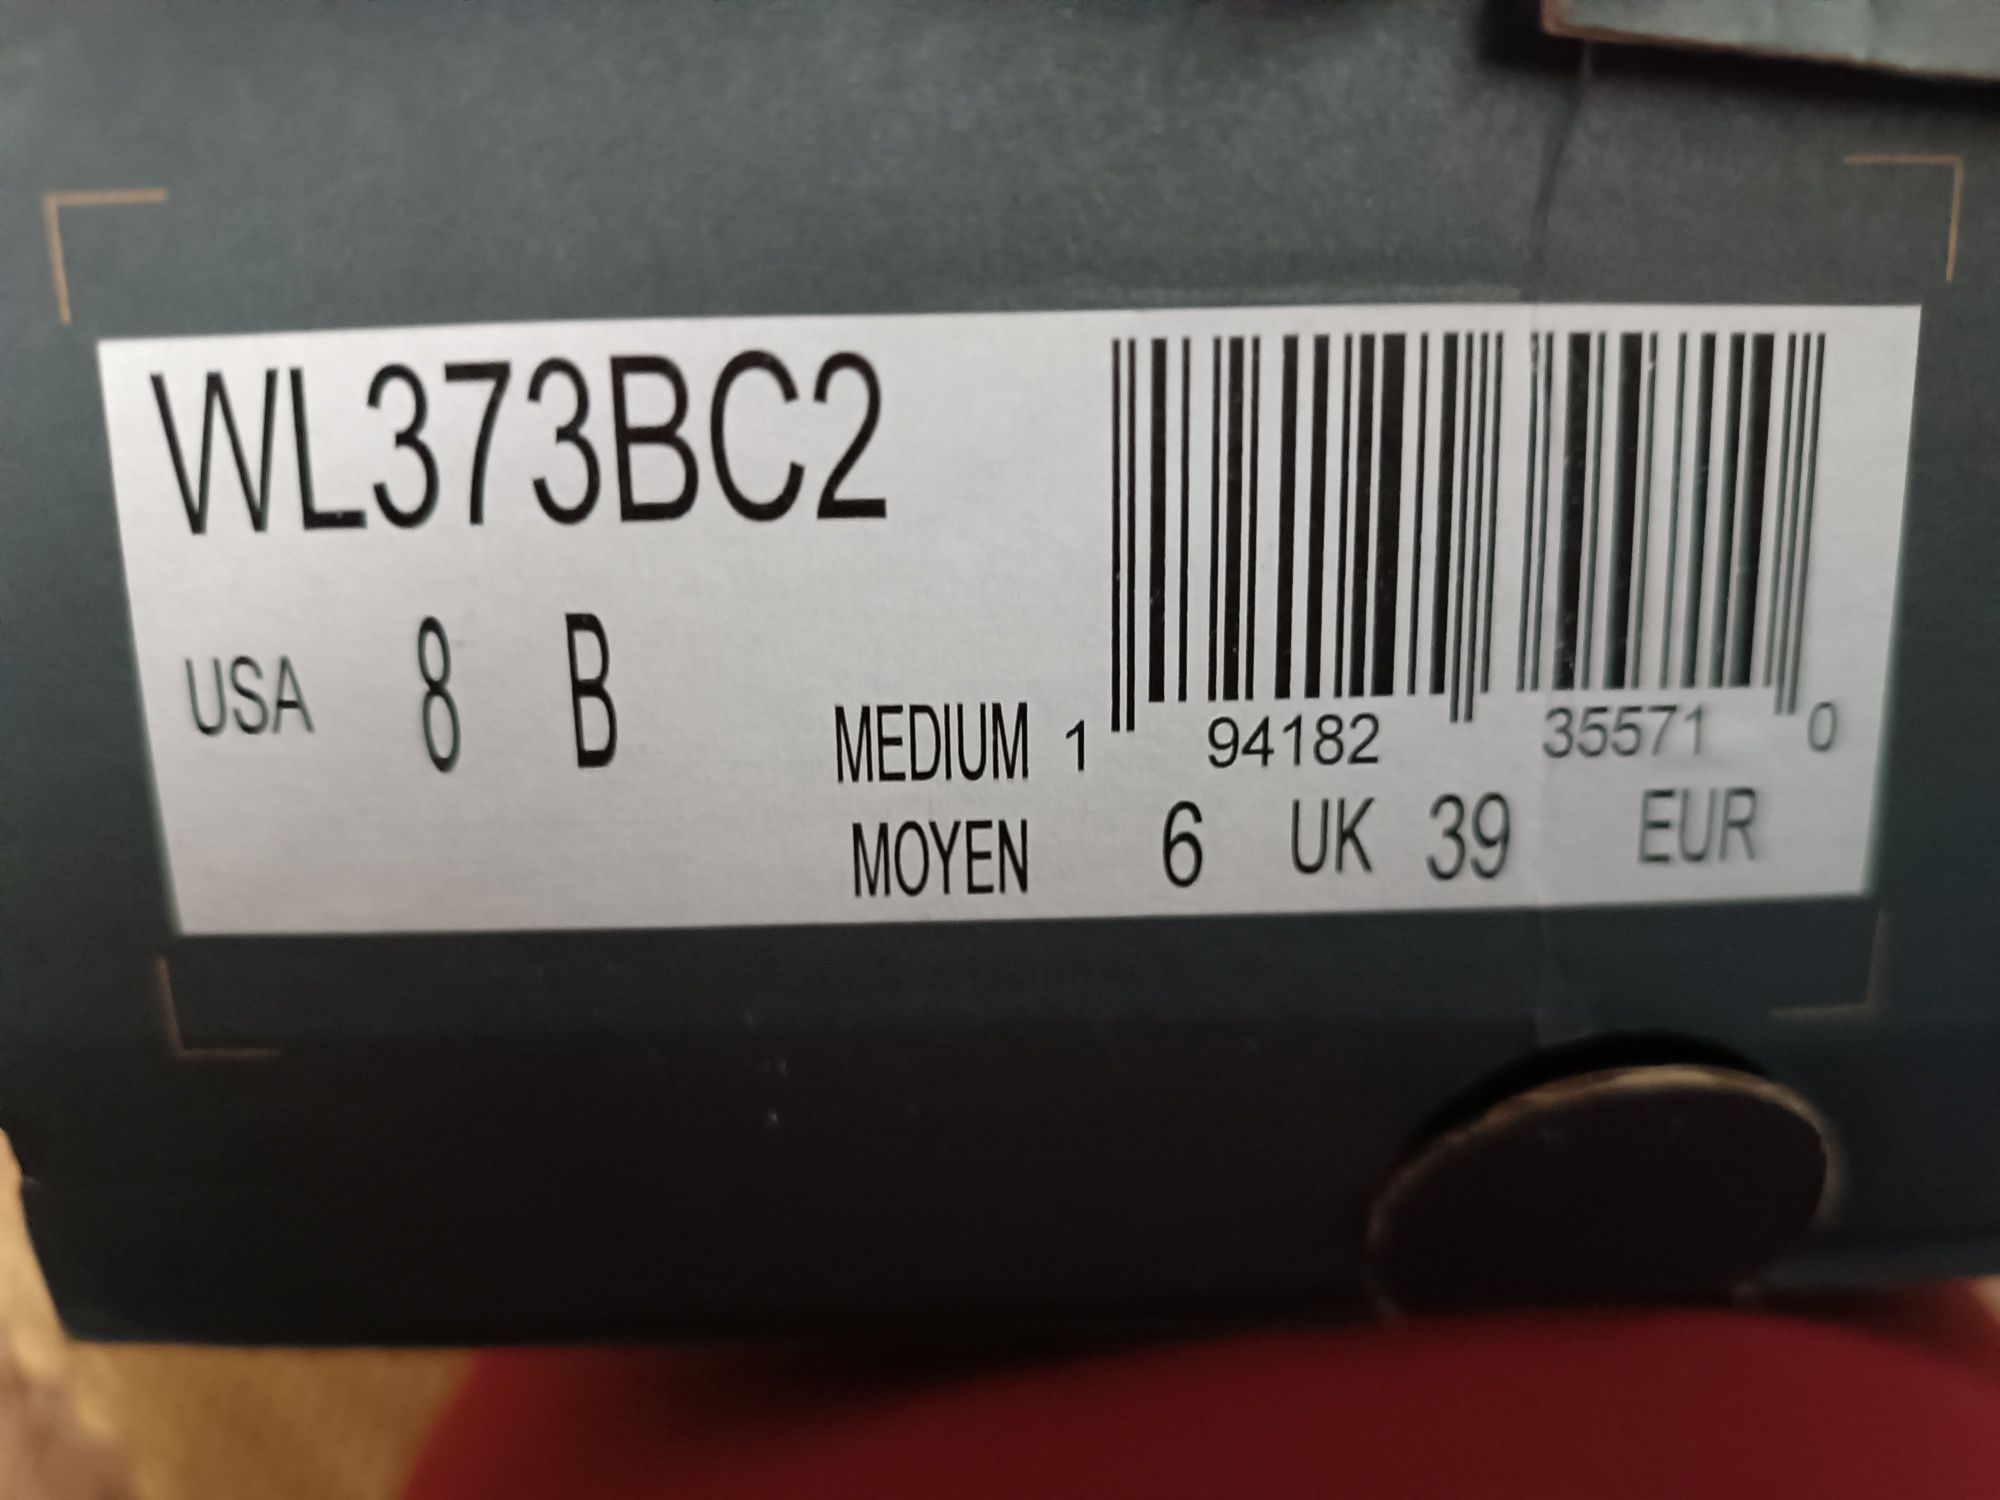 WL373BC2
USA 8 B
MEDIUM 1 94182 35571 0
MOYEN 6 UK 39 EUR